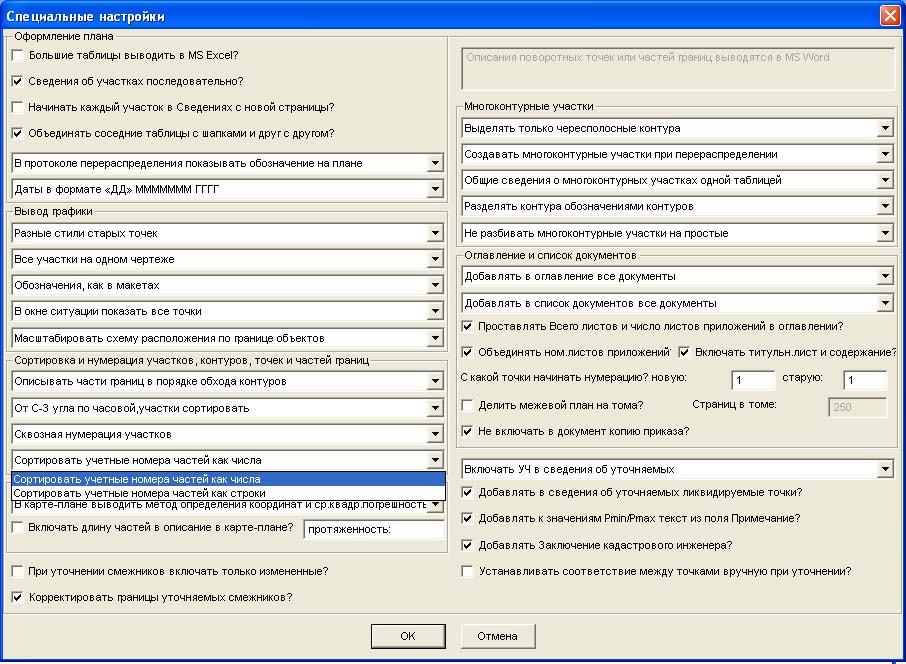 Специальные настройки
Оформление плана
Большие таблицы выводить в MS Excel?
Сведения об участках последовательно?
Начинать каждый участок в Сведениях с новой страницы?
Объединять соседние таблицы с шапками и друг с другом?
В протоколе перераспределения показывать обозначение на плане
Даты в формате «ДД» МММММММ ГГГГ
Вывод графики
Разные стили старых точек
Все участки на одном чертеже
Обозначения, как в макетах
В окне ситуации показать все точки
Масштабировать схему расположения по границе объектов
Сортировка и нумерация участков, контуров, точек и частей границ
Описывать части границ в порядке обхода контуров
От С-З угла по часовой,участки сортировать
Сквозная нумерация участков
Сортировать учетные номера частей как числа
Сортировать учетные номера частей как числа
Сортировать учетные номера частей как строки
В карте-плане выводить метод определения координат и ср.квадр.погрешность
Включать длину частей в описание в карте-плане?
протяженность:
При уточнении смежников включать только измененные?
Корректировать границы уточняемых смежников?
Описания поворотных точек или частей границ выводятся в MS Word
Многоконтурные участки
Выделять только чересполосные контура
Создавать многоконтурные участки при перераспределении
Общие сведения о многоконтурных участках одной таблицей
Разделять контура обозначениями контуров
Не разбивать многоконтурные участки на простые
Оглавление и список документов
Добавлять в оглавление все документы
Добавлять в список документов все документы
Проставлять Всего листов и число листов приложений в оглавлении?
Объединять ном.листов приложений Включать титульн.лист и содержание?
С какой точки начинать нумерацию? новую: 1 старую: 1
Делить межевой план на тома? Страниц в томе: 250
Не включать в документ копию приказа?
Включать УЧ в сведения об уточняемых
Добавлять в сведения об уточняемых ликвидируемые точки?
Добавлять к значениям Pmin/Pmax текст из поля Примечание?
Добавлять Заключение кадастрового инженера?
Устанавливать соответствие между точками вручную при уточнении?
OK Отмена